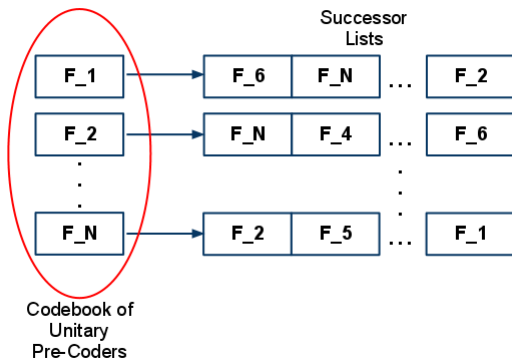 Successor
Lists
F_1 F_6 F_N ... F_2
F_2 F_N F_4 ... F_6
F_N F_2 F_5 ... F_1
Codebook of
Unitary
Pre-Coders